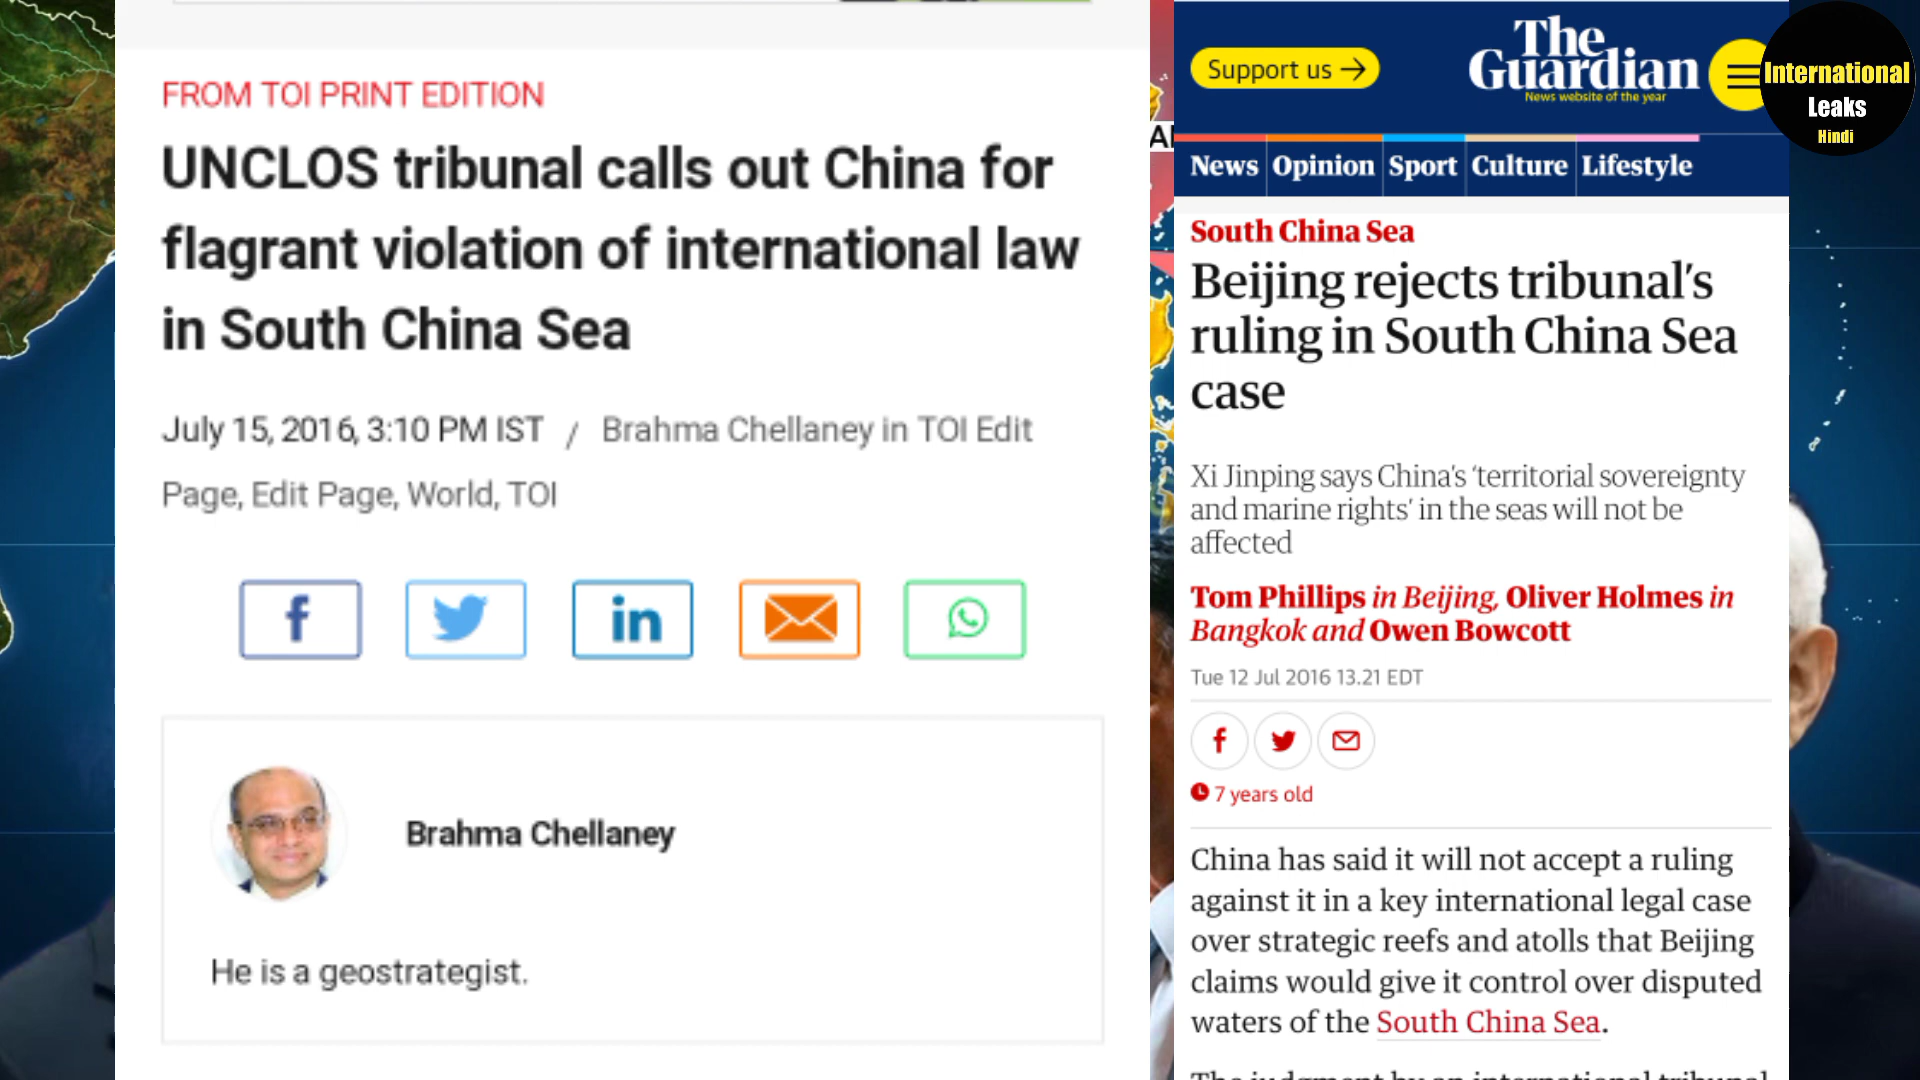 FROM TOI PRINT EDITION
UNCLOS tribunal calls out China for
flagrant violation of international law
in South China Sea
July 15, 2016, 3:10 PM IST / Brahma Chellaney in TOI Edit
Page, Edit Page, World, TOI
f
in
Brahma Chellaney
He is a geostrategist.
Support us →
The
Guardian
News website of the year
News Opinion Sport Culture Lifestyle
South China Sea
Beijing rejects tribunal's
ruling in South China Sea
case
Xi Jinping says China's 'territorial sovereignty
and marine rights' in the seas will not be
affected
Tom Phillips in Beijing, Oliver Holmes in
Bangkok and Owen Bowcott
Tue 12 Jul 2016 13.21 EDT
f
7 years old
China has said it will not accept a ruling
against it in a key international legal case
over strategic reefs and atolls that Beijing
claims would give it control over disputed
waters of the South China Sea.
The judgment by an international tribunal
International
Leaks
Hindi